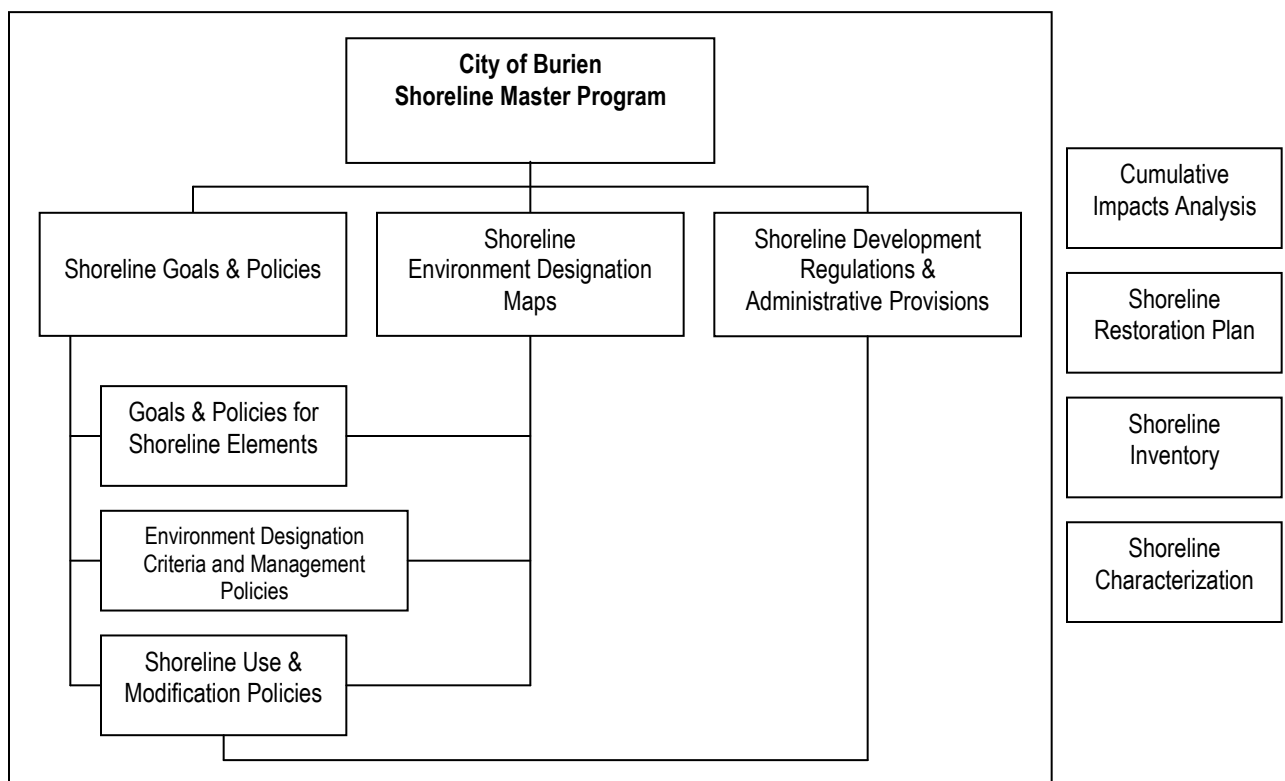 City of Burien
Shoreline Master Program
Shoreline Goals & Policies
Shoreline
Environment Designation
Maps
Shoreline Development
Regulations &
Administrative Provisions
Goals & Policies for
Shoreline Elements
Environment Designation
Criteria and Management
Policies
Shoreline Use &
Modification Policies
Cumulative
Impacts Analysis
Shoreline
Restoration Plan
Shoreline
Inventory
Shoreline
Characterization